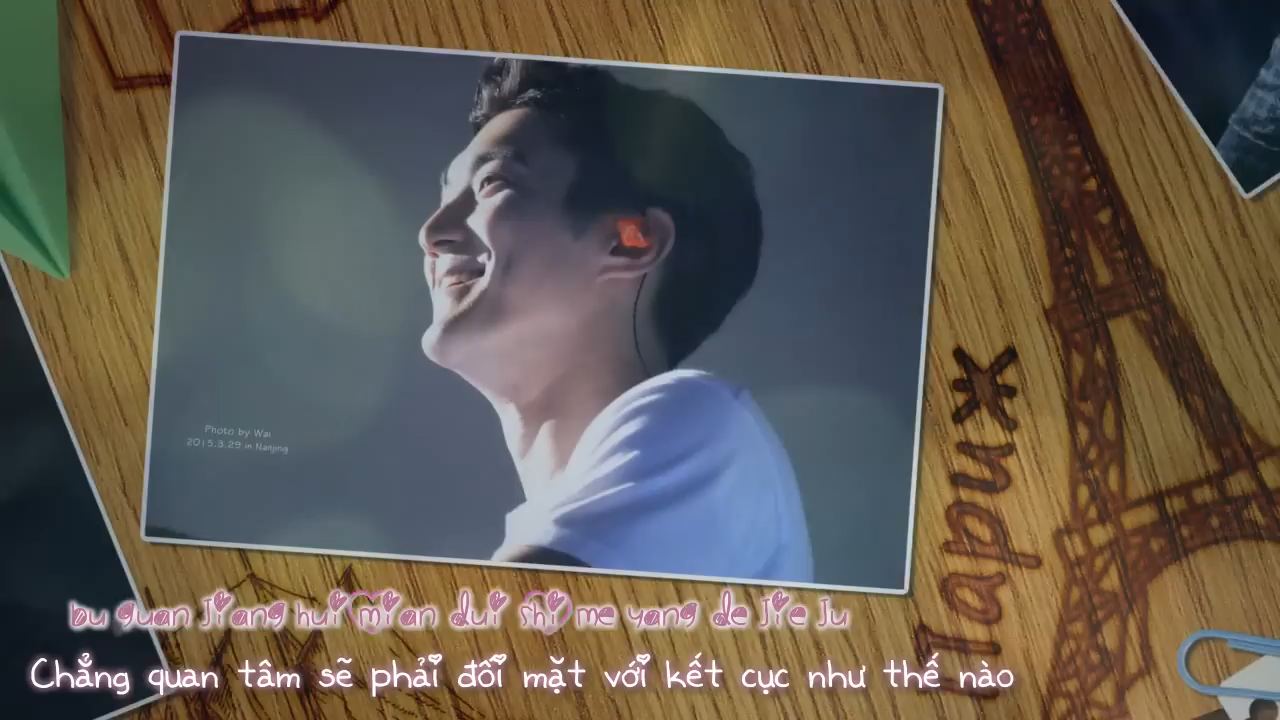 Photo by Wai
2015.3.29 in Nanjing
Париж
bu guan Jiang hui mian dui shi me yang de Jie Ju
Chẳng quan tâm sẽ phải đối mặt với kết cục như thế nào